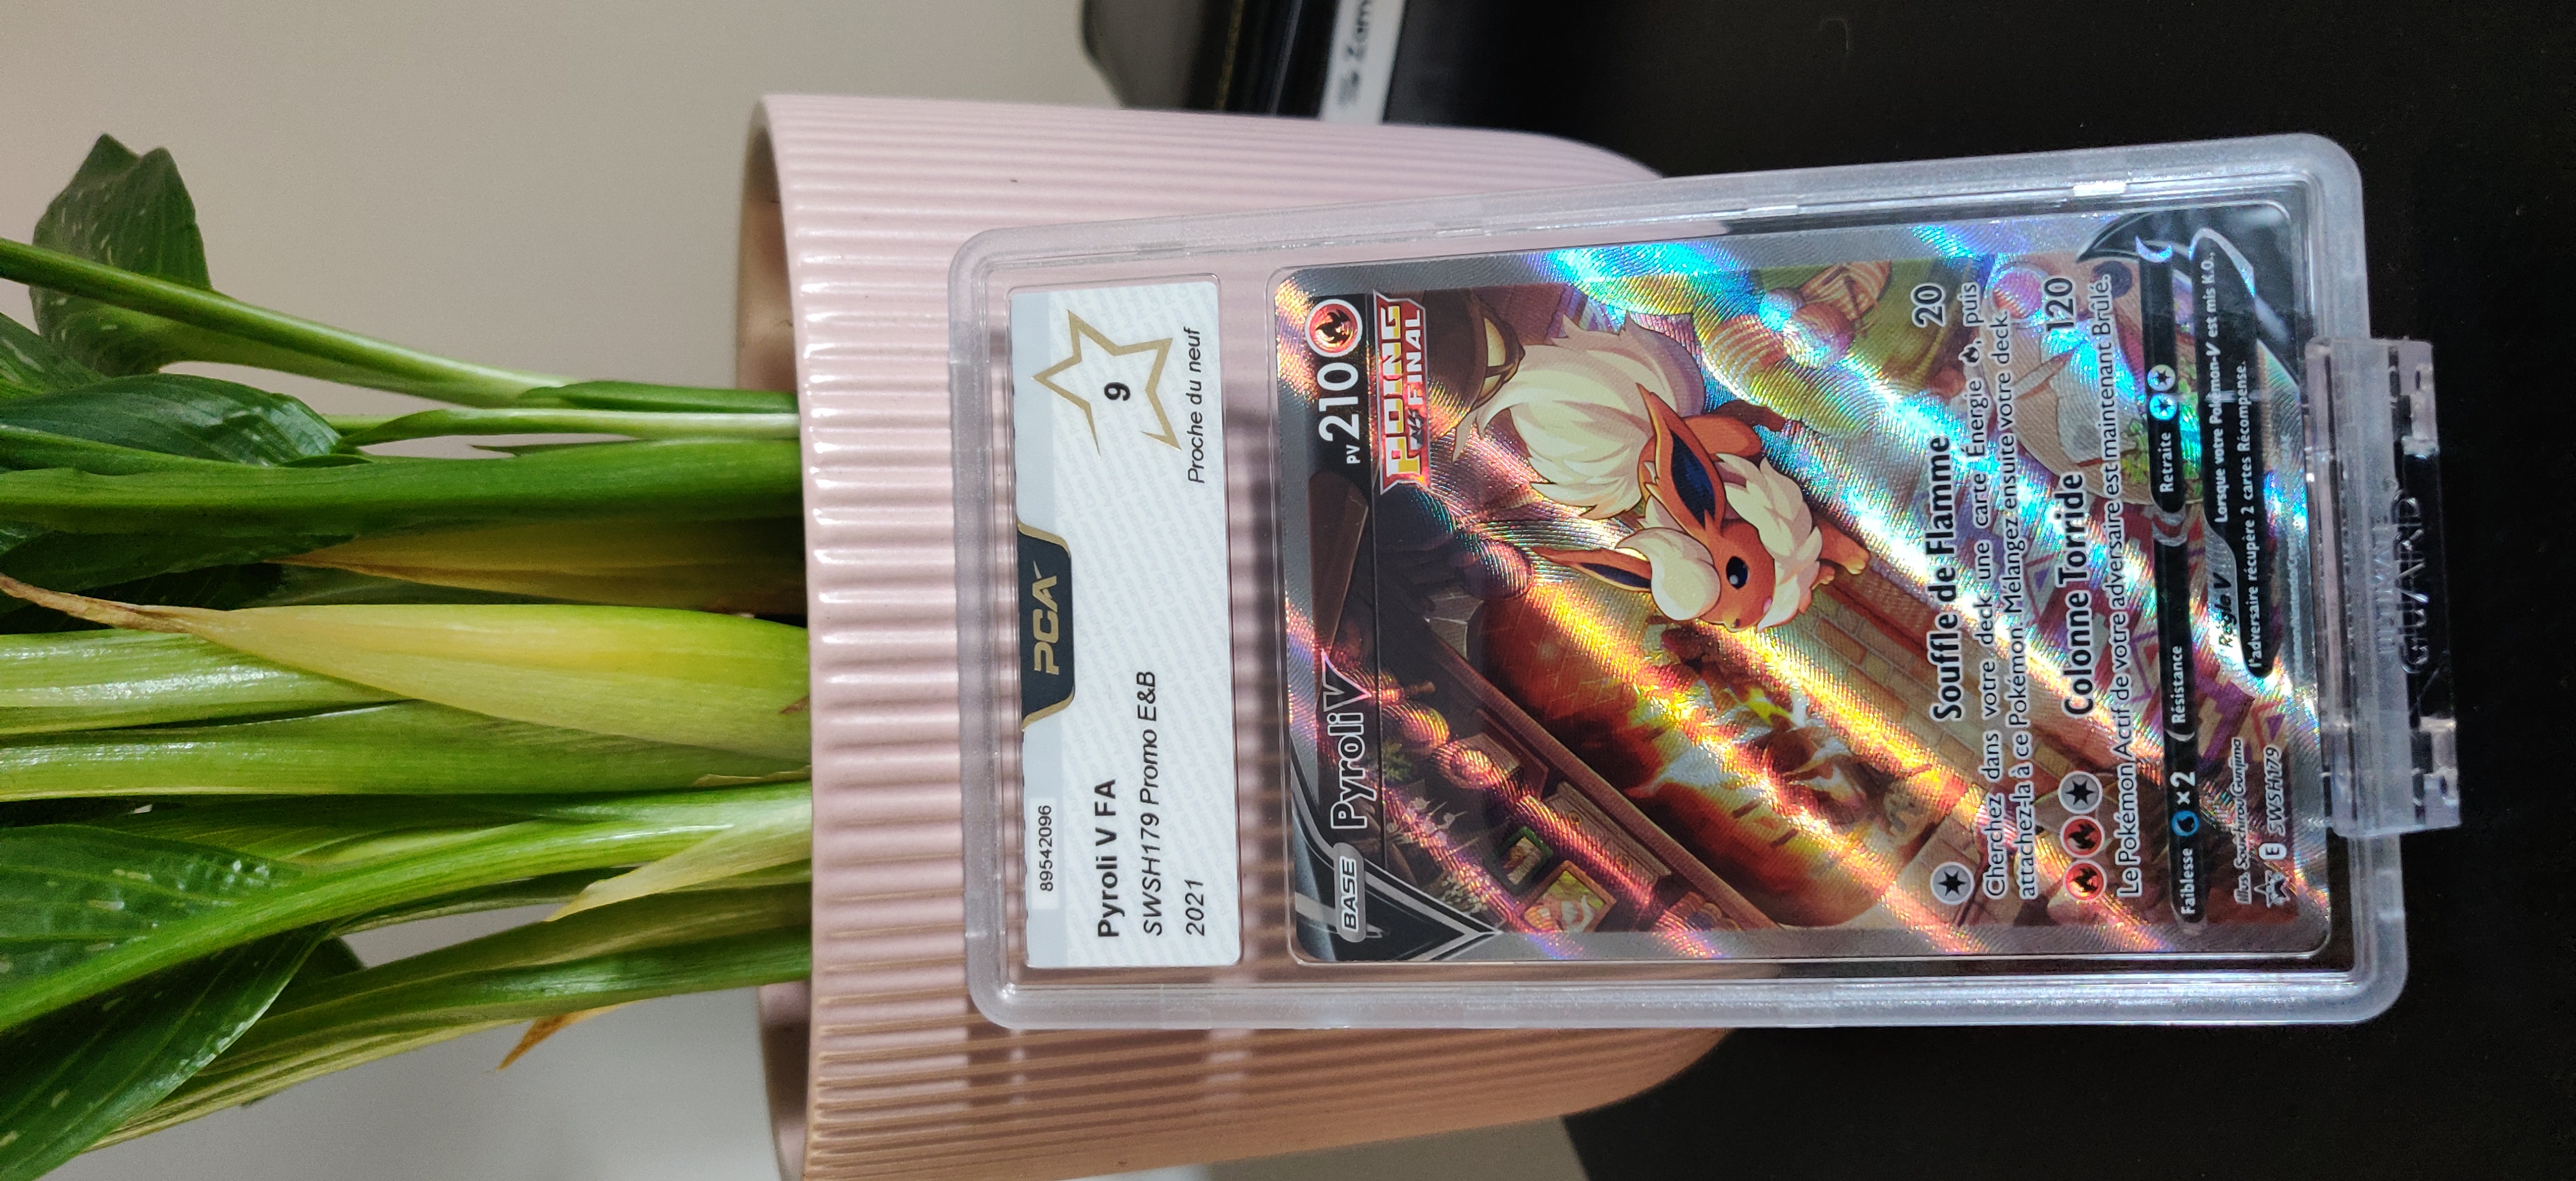 89542096
PCA
Pyroli V FA
SWSH179 Promo E&B
2021
9
Proche du neuf
BASE
Pyroli V
PV 210
POING
FINAL
Souffle de Flamme 20
Cherchez dans votre deck une carte Énergie , puis
attachez-la à ce Pokémon. Mélangez ensuite votre deck.
Colonne Torride 120
Le Pokémon Actif de votre adversaire est maintenant Brûlé.
Faiblesse ×2 Résistance Retraite
Illus. Souichirou Gunjima
Règle V Lorsque votre Pokémon-V est mis K.O.,
l'adversaire récupère 2 cartes Récompense.
E SWSH179
ULTIMATE
GUARD